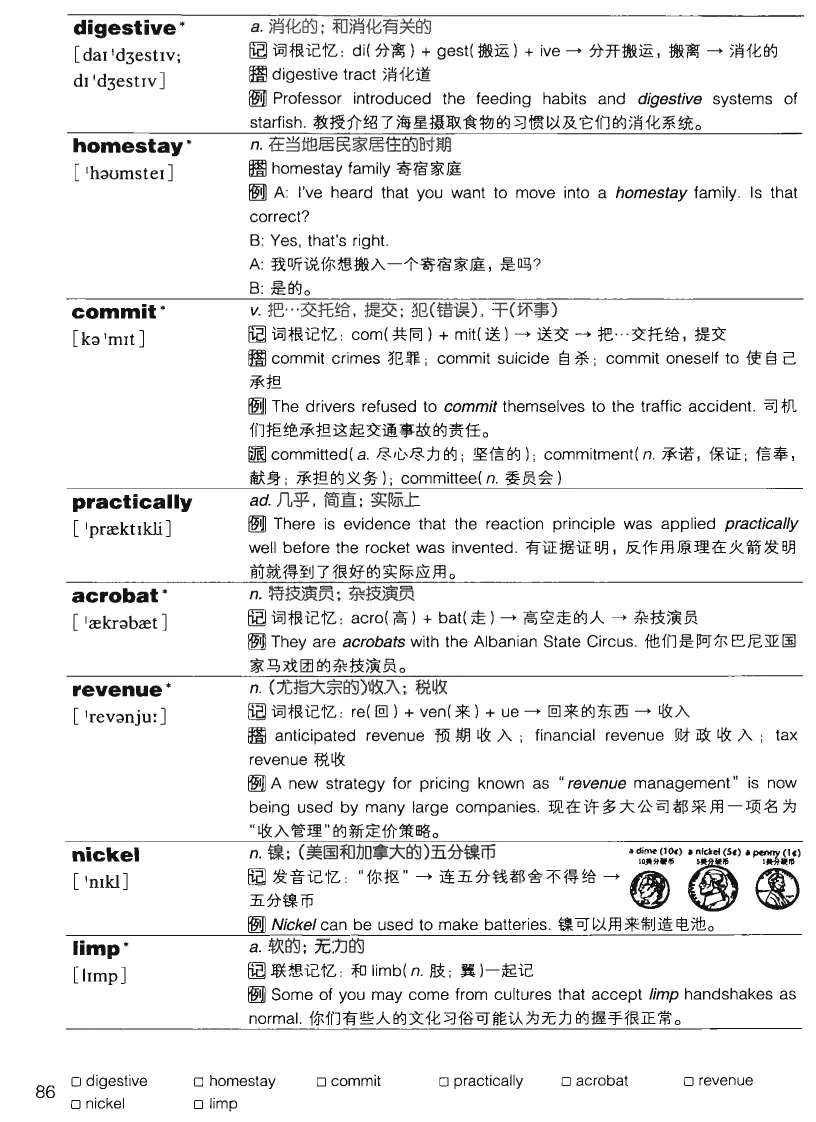 digestive*
a. 消化的；和消化有关的
[daɪˈdʒestɪv;
记 词根记忆：di(分离) + gest(搬运) + ive → 分开搬运，搬离 → 消化的
dɪˈdʒestɪv]
搭 digestive tract 消化道
例 Professor introduced the feeding habits and digestive systems of
starfish. 教授介绍了海星摄取食物的习惯以及它们的消化系统。
homestay*
n. 在当地居民家居住的时期
[ˈhəʊmsteɪ]
搭 homestay family 寄宿家庭
例 A: I've heard that you want to move into a homestay family. Is that
correct?
B: Yes, that's right.
A: 我听说你想搬入一个寄宿家庭，是吗？
B: 是的。
commit*
v. 把…交托给，提交；犯(错误)，干(坏事)
[kəˈmɪt]
记 词根记忆：com(共同) + mit(送) → 送交 → 把…交托给，提交
搭 commit crimes 犯罪；commit suicide 自杀；commit oneself to 使自己
承担
例 The drivers refused to commit themselves to the traffic accident. 司机
们拒绝承担这起交通事故的责任。
派 committed(a. 尽心尽力的；坚信的)；commitment(n. 承诺，保证；信奉，
献身；承担的义务)；committee(n. 委员会)
practically
ad. 几乎，简直；实际上
[ˈpræktɪkli]
例 There is evidence that the reaction principle was applied practically
well before the rocket was invented. 有证据证明，反作用原理在火箭发明
前就得到了很好的实际应用。
acrobat*
n. 特技演员；杂技演员
[ˈækrəbæt]
记 词根记忆：acro(高) + bat(走) → 高空走的人 → 杂技演员
例 They are acrobats with the Albanian State Circus. 他们是阿尔巴尼亚国
家马戏团的杂技演员。
revenue*
n. (尤指大宗的)收入；税收
[ˈrevənjuː]
记 词根记忆：re(回) + ven(来) + ue → 回来的东西 → 收入
搭 anticipated revenue 预期收入；financial revenue 财政收入；tax
revenue 税收
例 A new strategy for pricing known as “revenue management” is now
being used by many large companies. 现在许多大公司都采用一项名为
“收入管理”的新定价策略。
nickel
n. 镍；(美国和加拿大的)五分镍币
a dime (10¢) a nickel (5¢) a penny (1¢)
10美分硬币 5美分硬币 1美分硬币
[ˈnɪkl]
记 发音记忆：“你抠” → 连五分钱都舍不得给 →
五分镍币
例 Nickel can be used to make batteries. 镍可以用来制造电池。
limp*
a. 软的；无力的
[lɪmp]
记 联想记忆：和 limb(n. 肢；翼)一起记
例 Some of you may come from cultures that accept limp handshakes as
normal. 你们有些人的文化习俗可能认为无力的握手很正常。
86
□ digestive □ homestay □ commit □ practically □ acrobat □ revenue
□ nickel □ limp